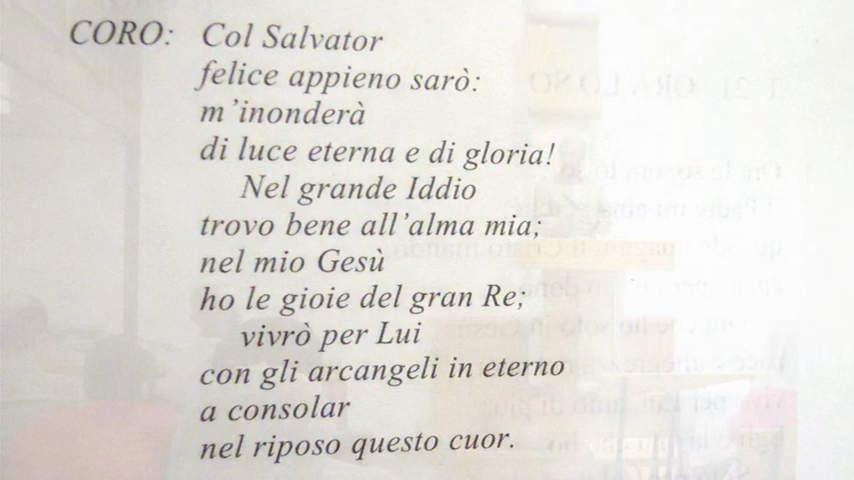 CORO: Col Salvator
felice appieno sarò:
m'inonderà
di luce eterna e di gloria!
Nel grande Iddio
trovo bene all'alma mia;
nel mio Gesù
ho le gioie del gran Re;
vivrò per Lui
con gli arcangeli in eterno
a consolar
nel riposo questo cuor.